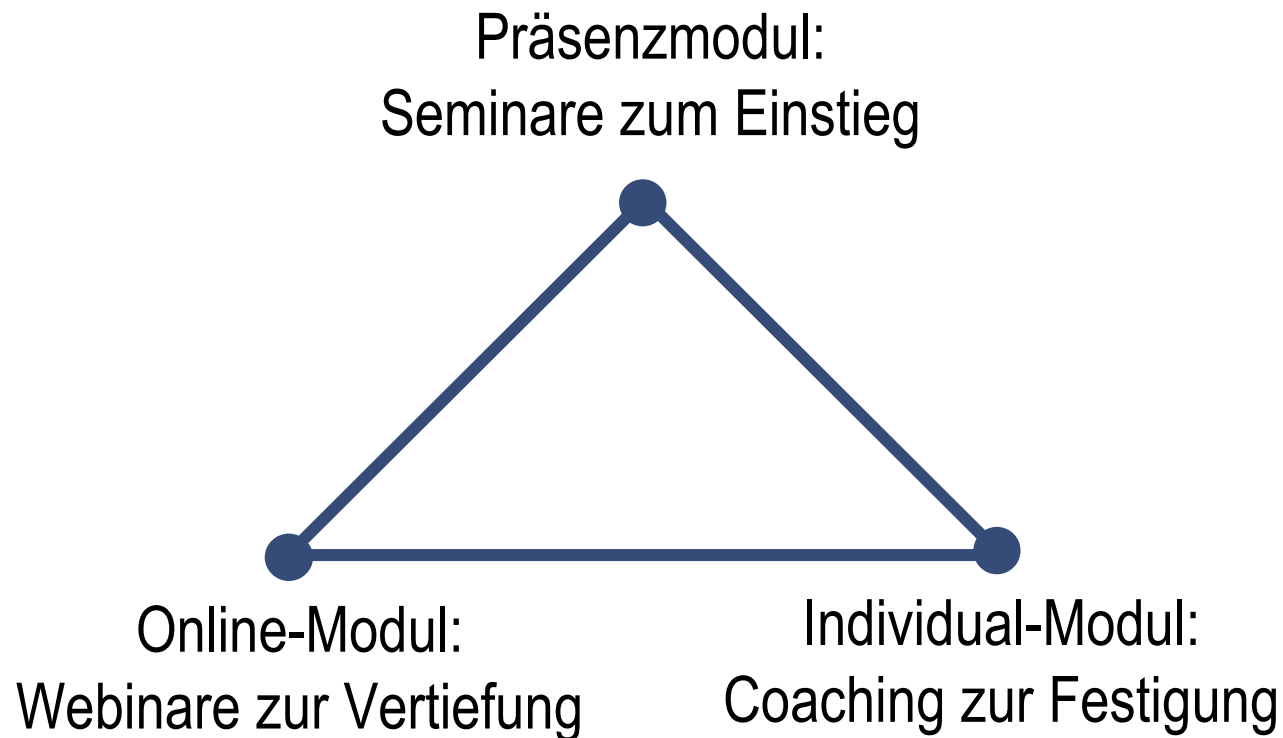 Präsenzmodul:
Seminare zum Einstieg
Online-Modul:
Webinare zur Vertiefung
Individual-Modul:
Coaching zur Festigung